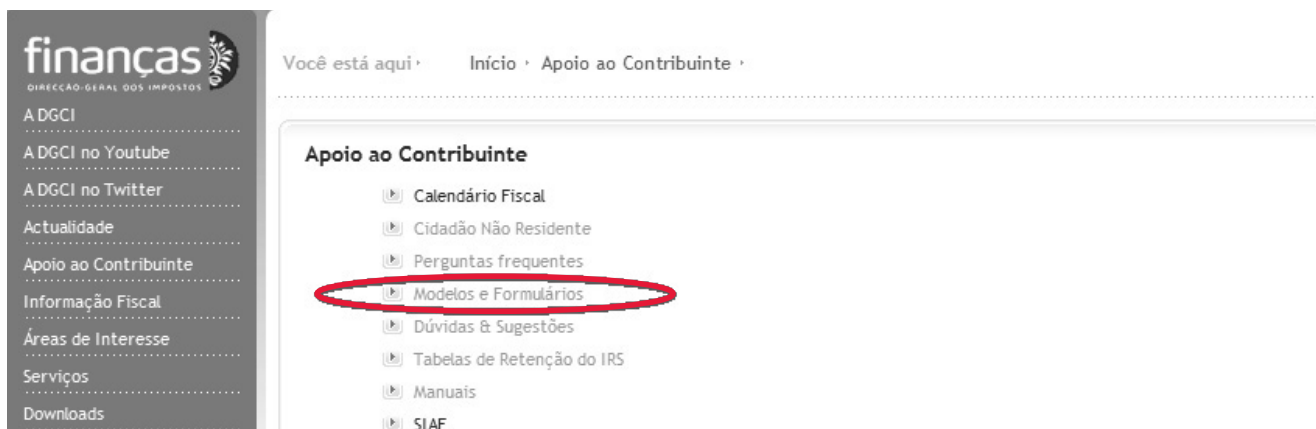 finanças
DIRECÇÃO-GERAL DOS IMPOSTOS
A DGCI
A DGCI no Youtube
A DGCI no Twitter
Actualidade
Apoio ao Contribuinte
Informação Fiscal
Áreas de Interesse
Serviços
Downloads
Você está aqui › Início › Apoio ao Contribuinte ›
Apoio ao Contribuinte
Calendário Fiscal
Cidadão Não Residente
Perguntas frequentes
Modelos e Formulários
Dúvidas & Sugestões
Tabelas de Retenção do IRS
Manuais